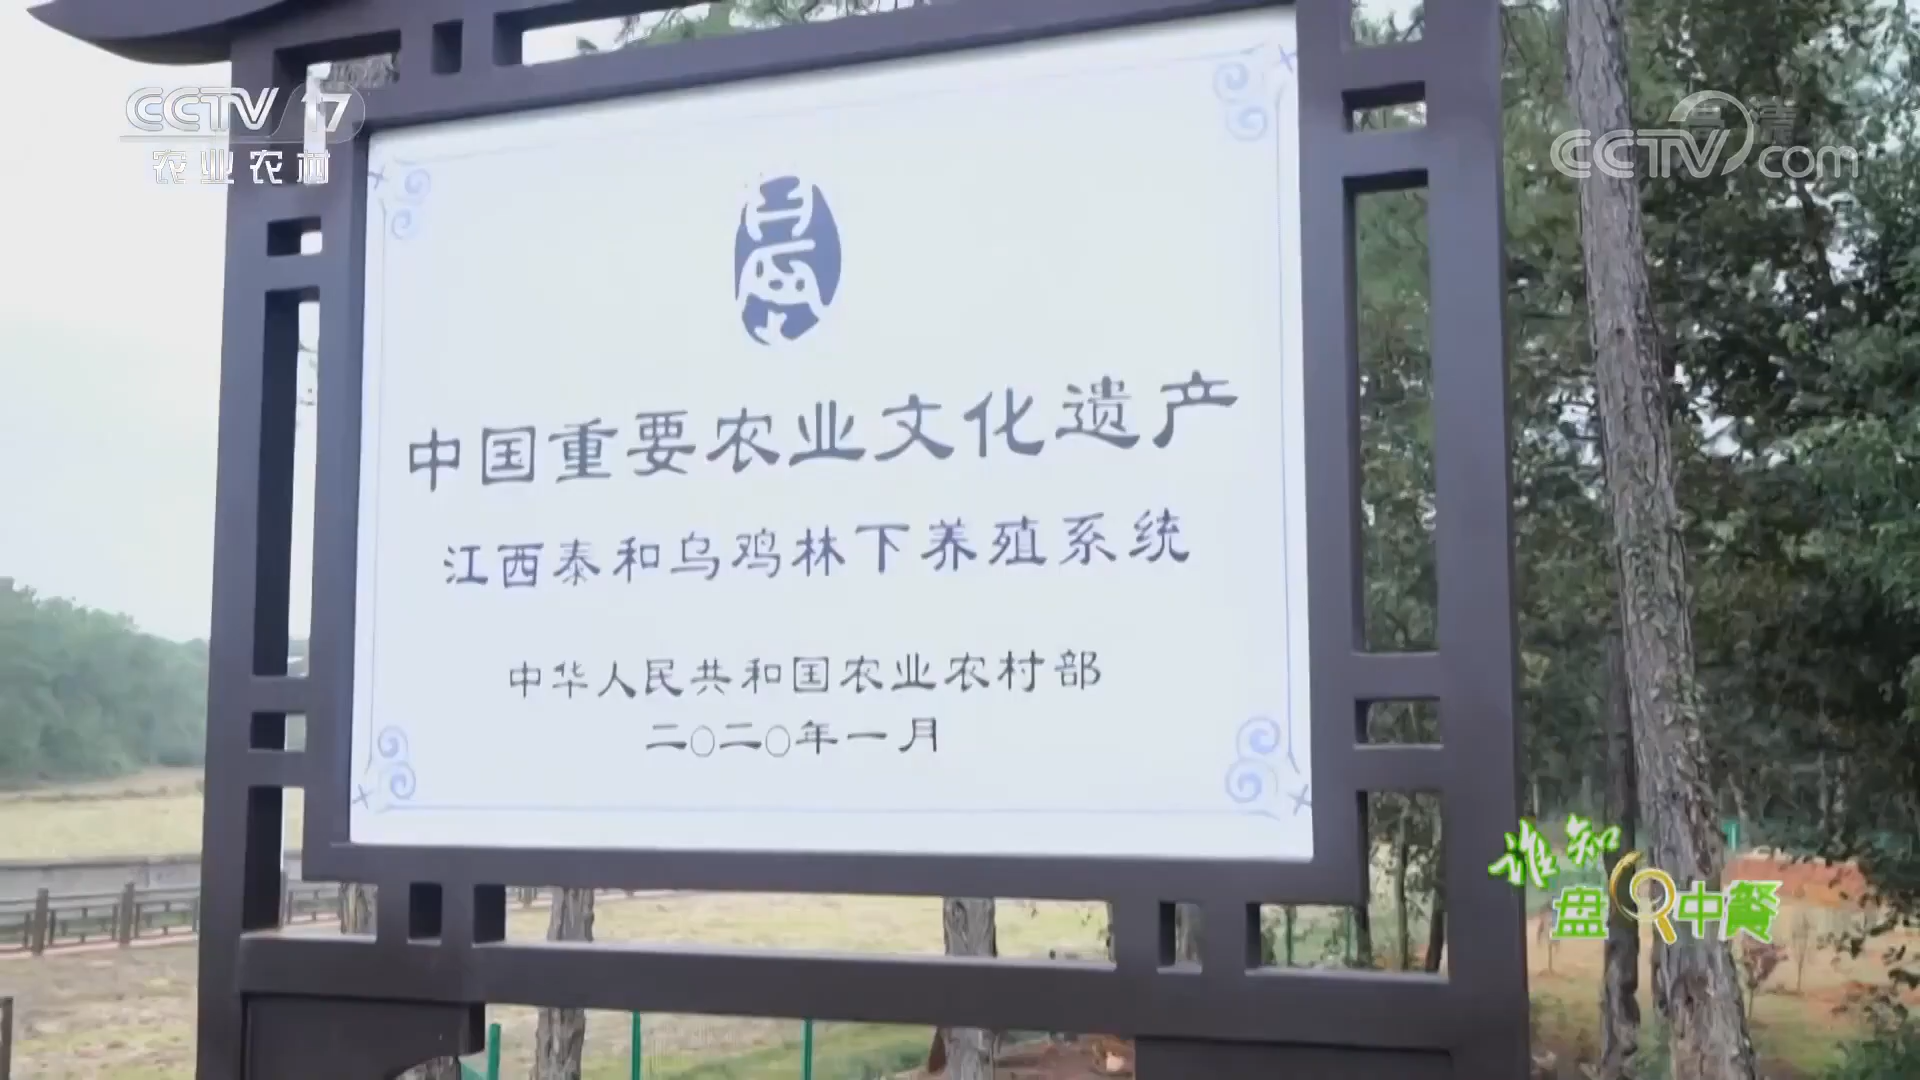 CCTV 17
农业农村
高清
CCTV com
中国重要农业文化遗产
江西泰和乌鸡林下养殖系统
中华人民共和国农业农村部
二〇二〇年一月
谁知
盘中餐